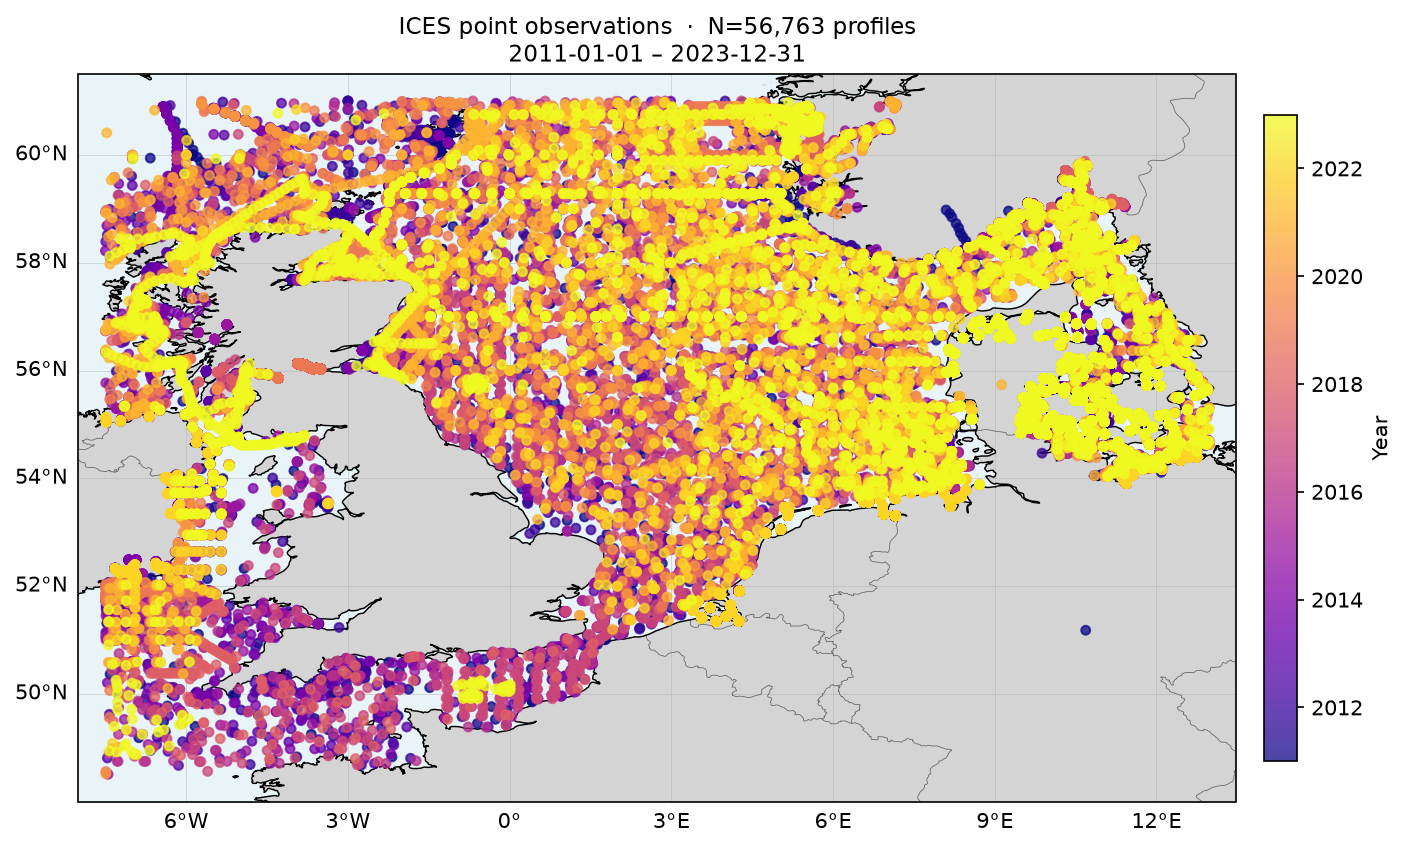 ICES point observations · N=56,763 profiles
2011-01-01 – 2023-12-31
60°N
58°N
56°N
54°N
52°N
50°N
6°W
3°W
0°
3°E
6°E
9°E
12°E
2022
2020
2018
2016
2014
2012
Year